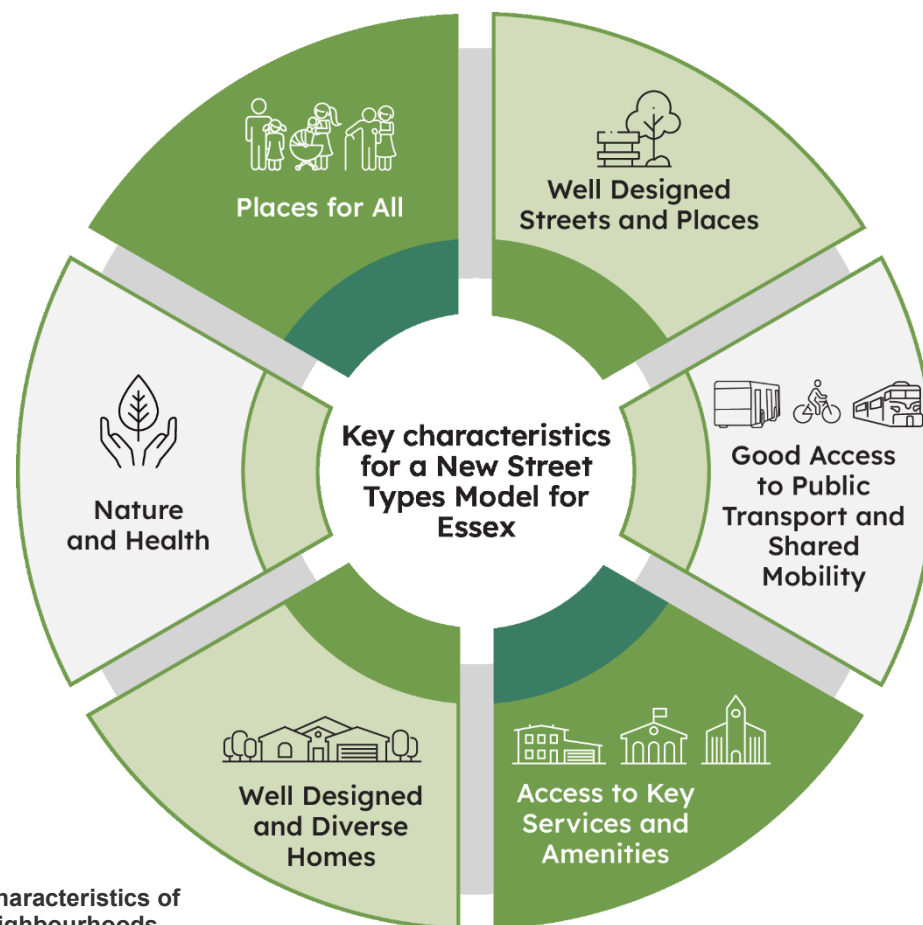 Places for All
Well Designed
Streets and Places
Good Access
to Public
Transport and
Shared
Mobility
Access to Key
Services and
Amenities
Well Designed
and Diverse
Homes
Nature
and Health
Key characteristics
for a New Street
Types Model for
Essex
haracteristics of
ighbourhoods